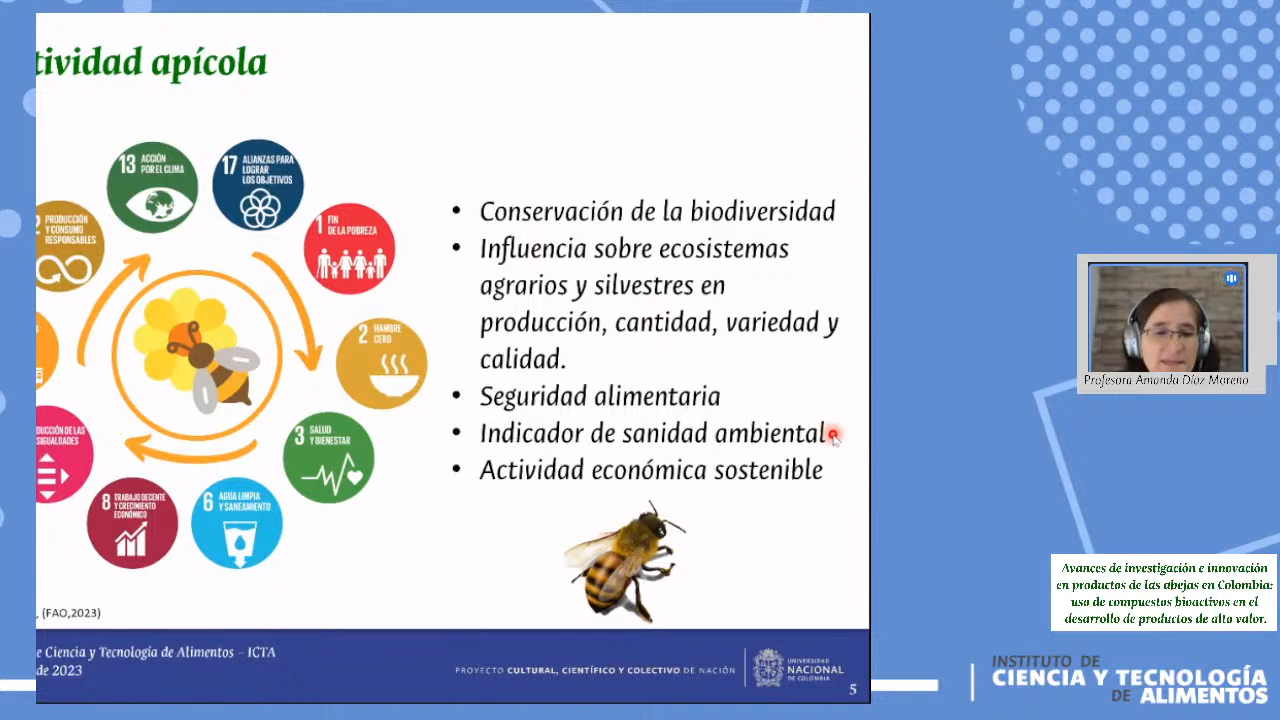 tividad apícola
13 ACCIÓN
POR EL CLIMA
17 ALIANZAS PARA
LOGRAR
LOS OBJETIVOS
PRODUCCIÓN
Y CONSUMO
RESPONSABLES
1 FIN
DE LA POBREZA
2 HAMBRE
CERO
3 SALUD
Y BIENESTAR
DUCCIÓN DE LAS
SIGUALDADES
8 TRABAJO DECENTE
Y CRECIMIENTO
ECONÓMICO
6 AGUA LIMPIA
Y SANEAMIENTO
• Conservación de la biodiversidad
• Influencia sobre ecosistemas
agrarios y silvestres en
producción, cantidad, variedad y
calidad.
• Seguridad alimentaria
• Indicador de sanidad ambiental
• Actividad económica sostenible
. (FAO,2023)
e Ciencia y Tecnología de Alimentos – ICTA
de 2023
PROYECTO CULTURAL, CIENTÍFICO Y COLECTIVO DE NACIÓN
UNIVERSIDAD
NACIONAL
DE COLOMBIA
5
Profesora Amanda Díaz Moreno
Avances de investigación e innovación
en productos de las abejas en Colombia:
uso de compuestos bioactivos en el
desarrollo de productos de alta valor.
INSTITUTO DE
CIENCIA Y TECNOLOGÍA
DE ALIMENTOS